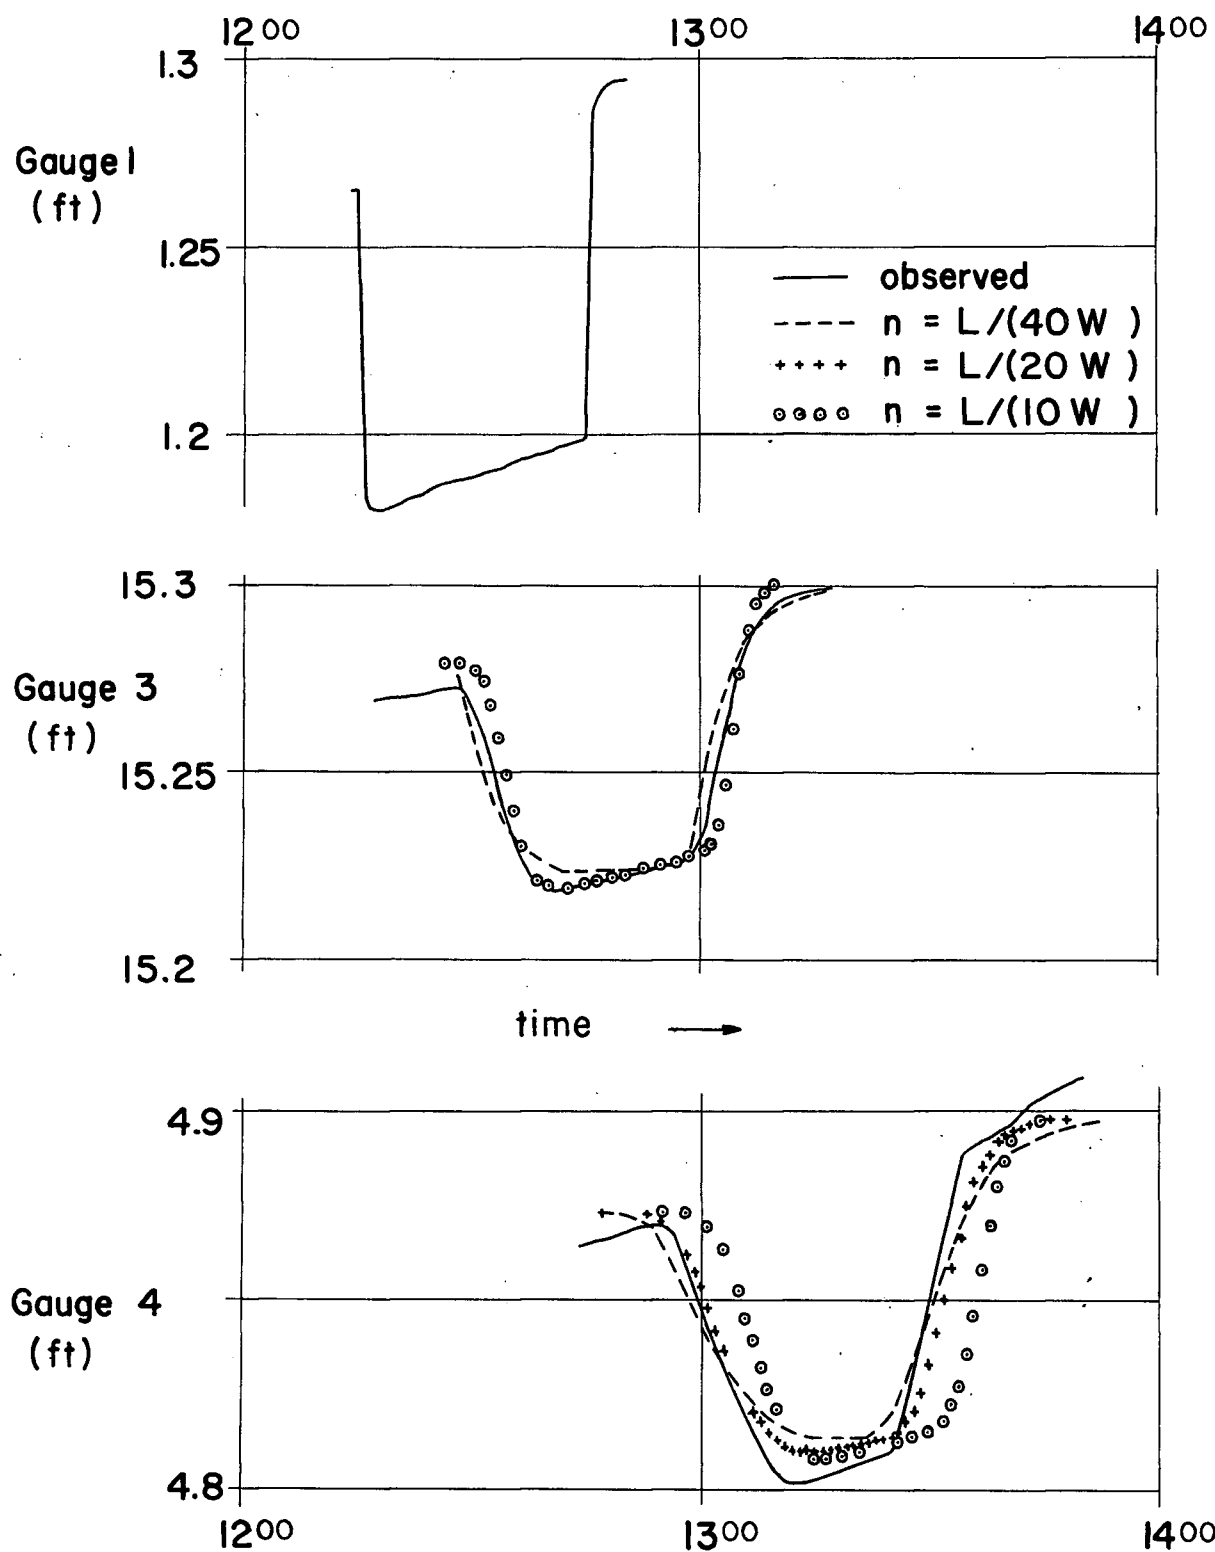 12⁰⁰ 13⁰⁰ 14⁰⁰
1.3
Gauge 1
(ft)
1.25
observed
n = L/(40 W )
n = L/(20 W )
n = L/(10 W )
1.2
15.3
Gauge 3
(ft)
15.25
15.2
time
4.9
Gauge 4
(ft)
4.8
12⁰⁰ 13⁰⁰ 14⁰⁰